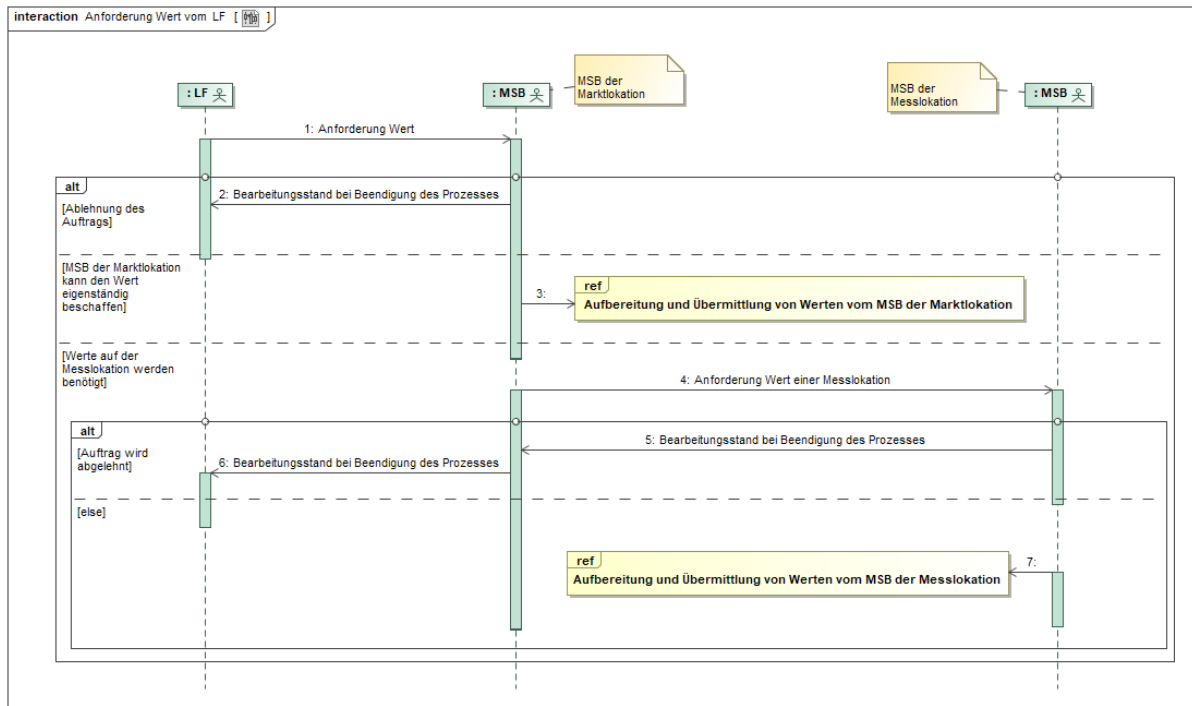 interaction Anforderung Wert vom LF [ ]
: LF
: MSB
MSB der
Marktlokation
MSB der
Messlokation
: MSB
1: Anforderung Wert
alt
[Ablehnung des
Auftrags]
2: Bearbeitungsstand bei Beendigung des Prozesses
[MSB der Marktlokation
kann den Wert
eigenständig
beschaffen]
3:
ref
Aufbereitung und Übermittlung von Werten vom MSB der Marktlokation
[Werte auf der
Messlokation werden
benötigt]
4: Anforderung Wert einer Messlokation
alt
[Auftrag wird
abgelehnt]
5: Bearbeitungsstand bei Beendigung des Prozesses
6: Bearbeitungsstand bei Beendigung des Prozesses
[else]
ref
Aufbereitung und Übermittlung von Werten vom MSB der Messlokation
7: